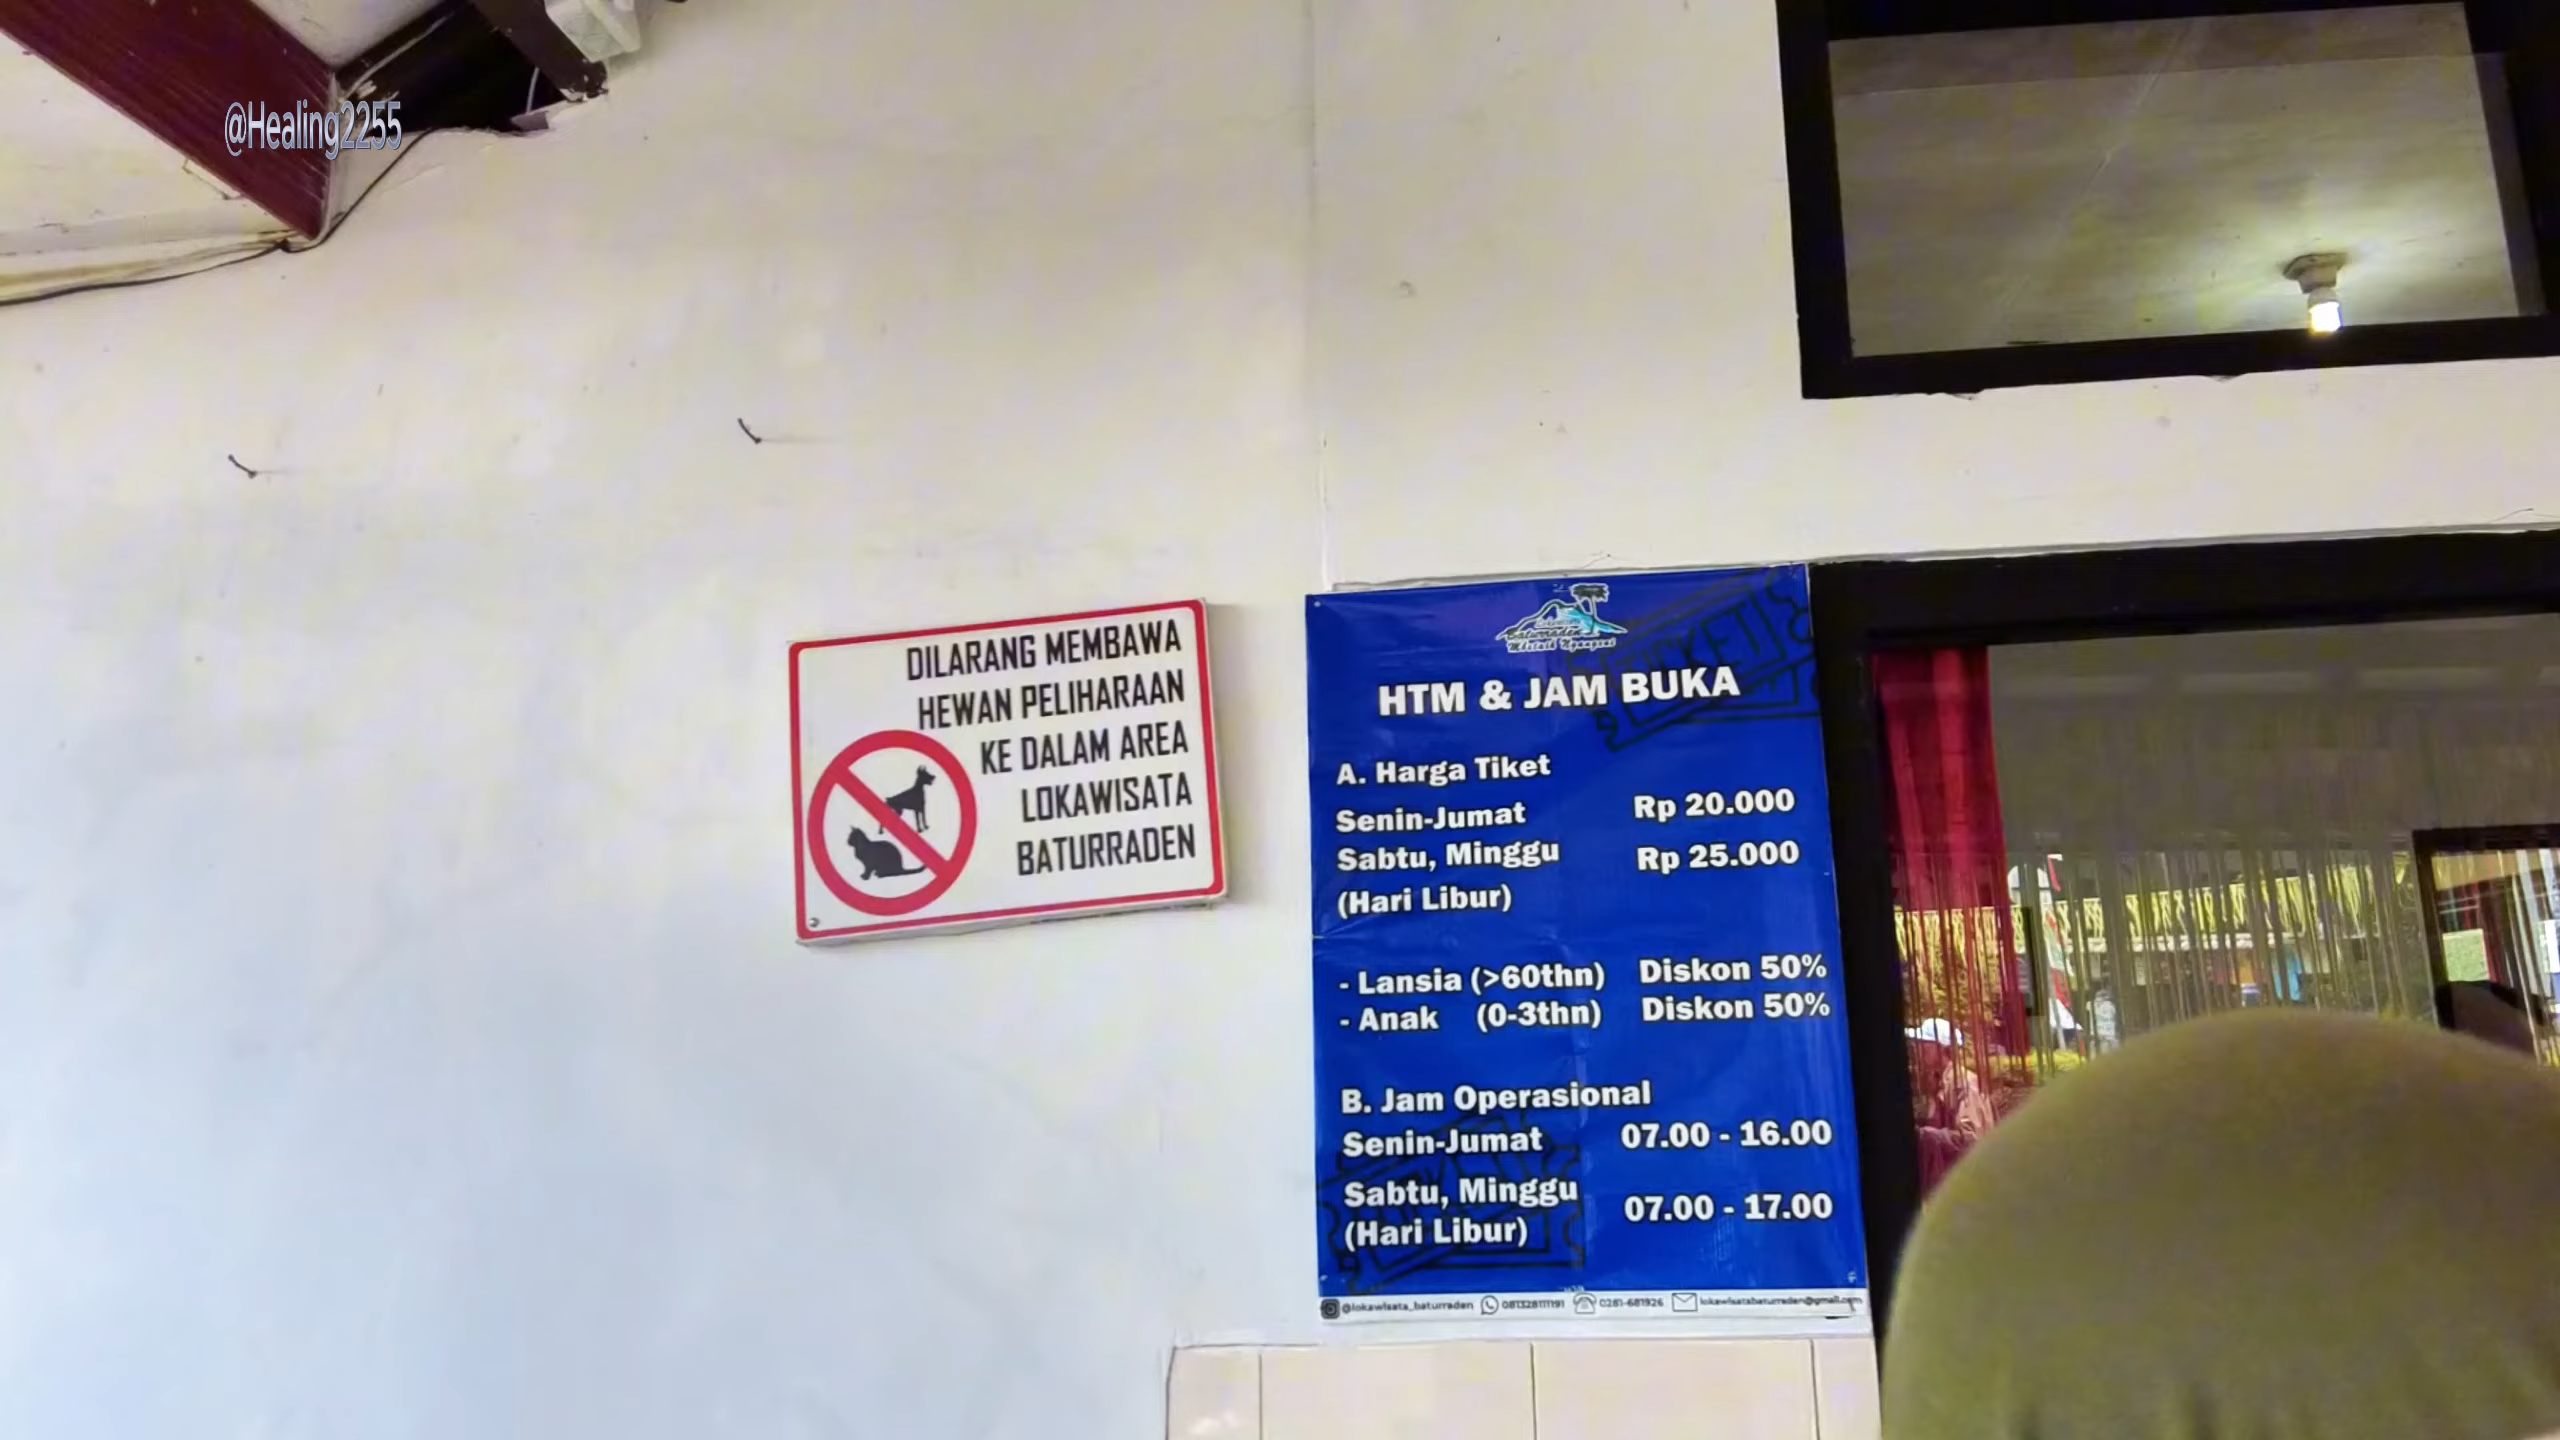 @Healing2255
DILARANG MEMBAWA
HEWAN PELIHARAAN
KE DALAM AREA
LOKAWISATA
BATURRADEN
Baturraden
TICKET
HTM & JAM BUKA
A. Harga Tiket
Senin-Jumat Rp 20.000
Sabtu, Minggu Rp 25.000
(Hari Libur)
- Lansia (>60thn) Diskon 50%
- Anak (0-3thn) Diskon 50%
B. Jam Operasional
Senin-Jumat 07.00 - 16.00
Sabtu, Minggu 07.00 - 17.00
(Hari Libur)
@lokawisata_baturraden 081328111191 0281-681926 lokawisatabaturraden@gmail.com